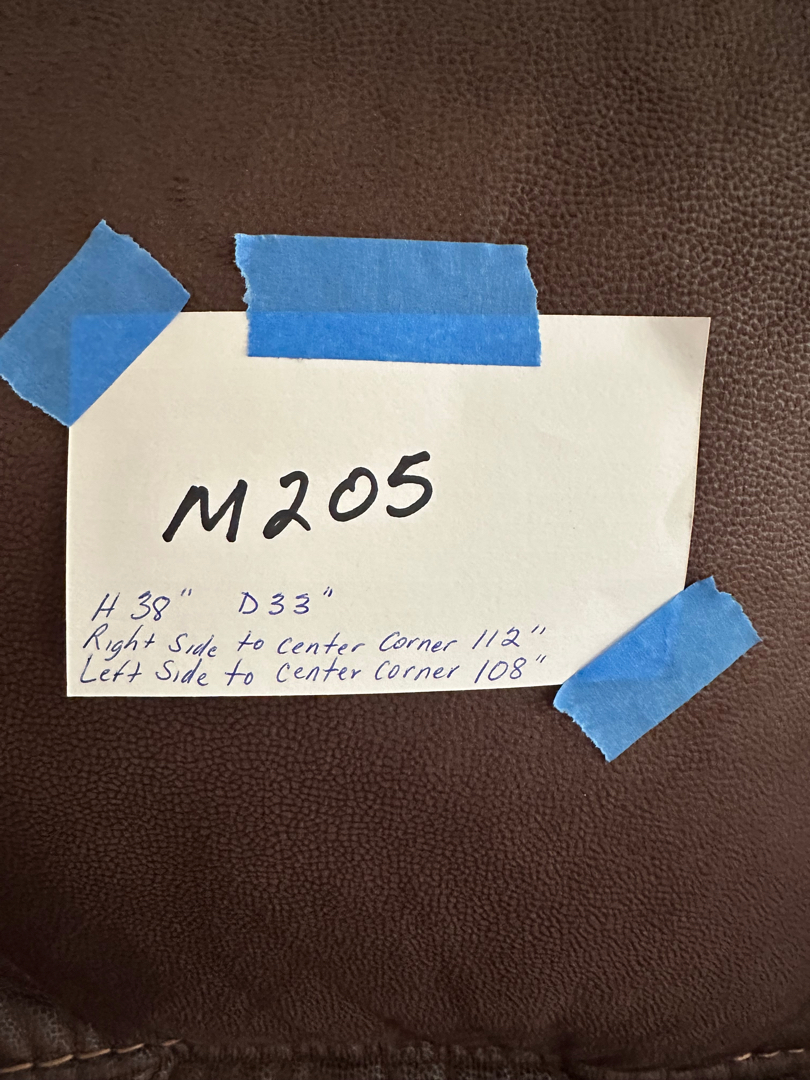 M205
H 38" D33"
Right Side to Center Corner 112"
Left Side to Center Corner 108"